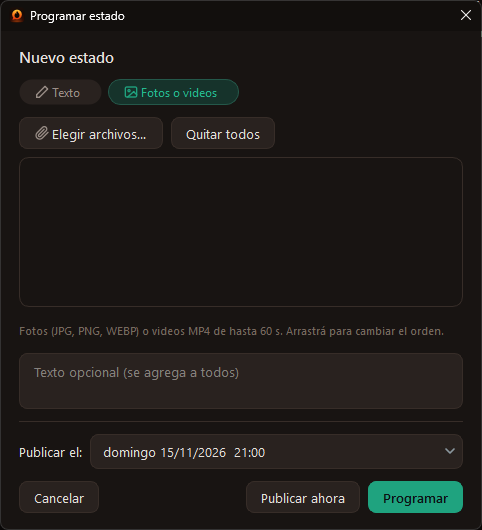 Programar estado
Nuevo estado
Texto
Fotos o videos
Elegir archivos...
Quitar todos
Fotos (JPG, PNG, WEBP) o videos MP4 de hasta 60 s. Arrastrá para cambiar el orden.
Texto opcional (se agrega a todos)
Publicar el:
domingo 15/11/2026 21:00
Cancelar
Publicar ahora
Programar